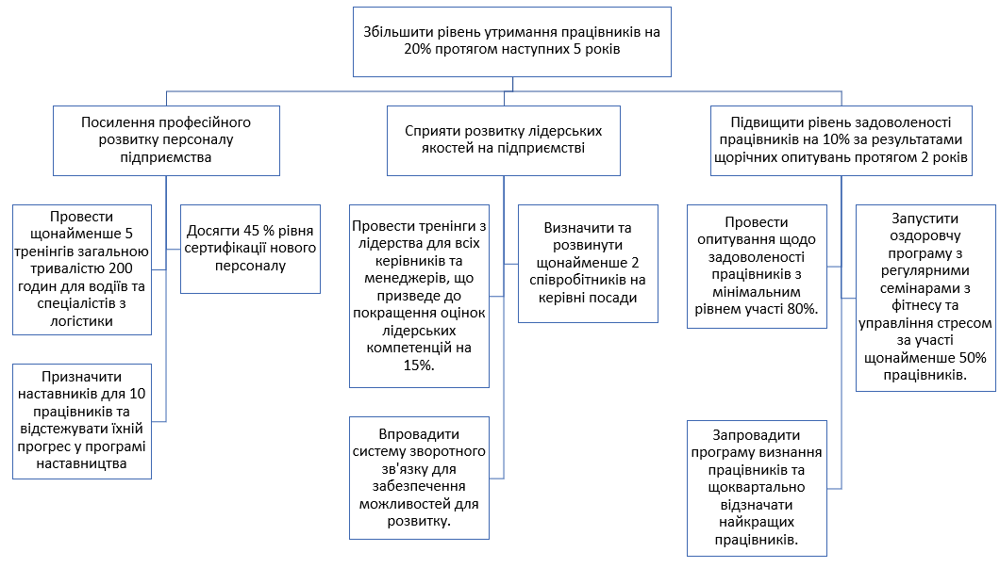 Збільшити рівень утримання працівників на
20% протягом наступних 5 років
Посилення професійного
розвитку персоналу
підприємства
Сприяти розвитку лідерських
якостей на підприємстві
Підвищити рівень задоволеності
працівників на 10% за результатами
щорічних опитувань протягом 2 років
Провести
щонайменше 5
тренінгів загальною
тривалістю 200
годин для водіїв та
спеціалістів з
логістики
Досягти 45 % рівня
сертифікації нового
персоналу
Призначити
наставників для 10
працівників та
відстежувати їхній
прогрес у програмі
наставництва
Провести тренінги з
лідерства для всіх
керівників та
менеджерів, що
призведе до
покращення оцінок
лідерських
компетенцій на
15%.
Визначити та
розвинути
щонайменше 2
співробітників на
керівні посади
Впровадити
систему зворотного
зв'язку для
забезпечення
можливостей для
розвитку.
Провести
опитування щодо
задоволеності
працівників з
мінімальним
рівнем участі 80%.
Запустити
оздоровчу
програму з
регулярними
семінарами з
фітнесу та
управління стресом
за участі
щонайменше 50%
працівників.
Запровадити
програму визнання
працівників та
щоквартально
відзначати
найкращих
працівників.